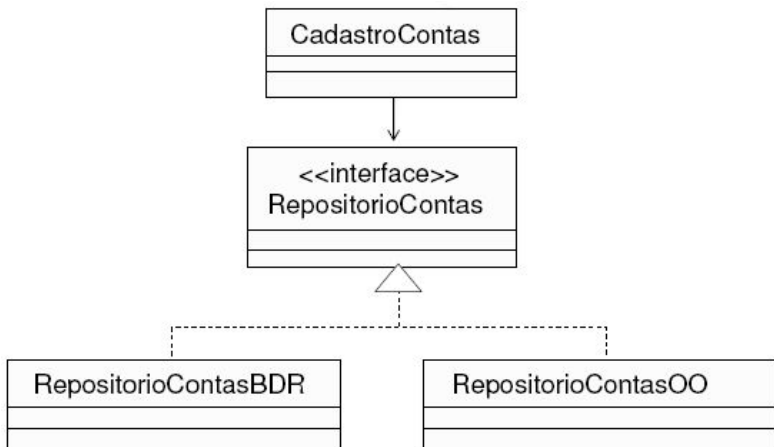 CadastroContas
<<interface>>
RepositorioContas
RepositorioContasBDR
RepositorioContasOO